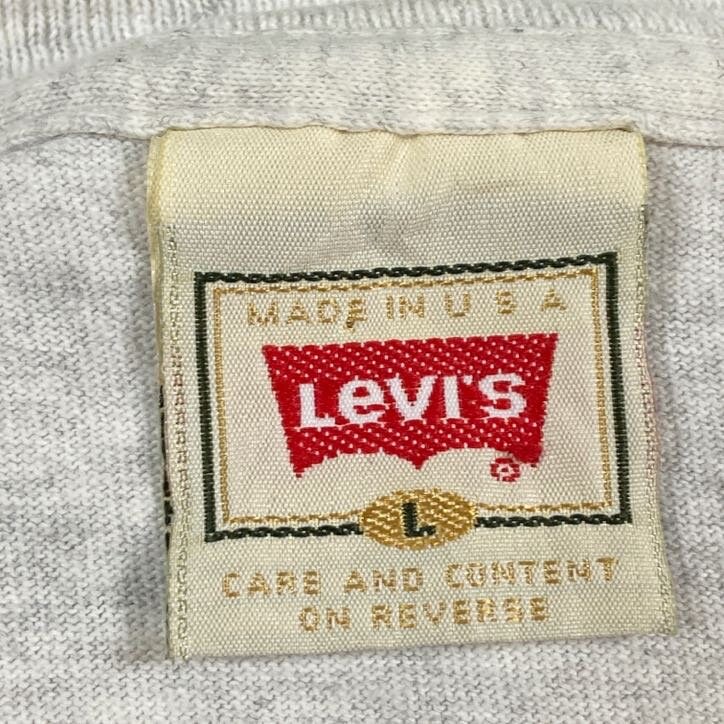 MADE IN U S A
Levi's
®
L
CARE AND CONTENT
ON REVERSE